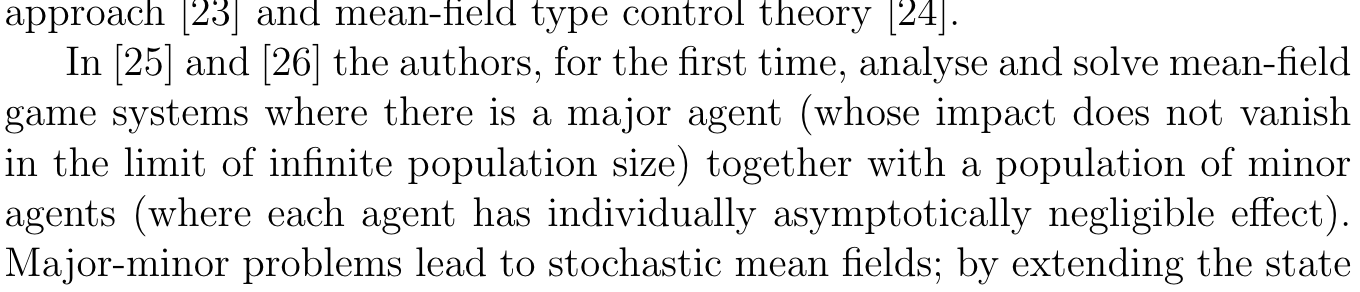 approach [23] and mean-field type control theory [24].
In [25] and [26] the authors, for the first time, analyse and solve mean-field
game systems where there is a major agent (whose impact does not vanish
in the limit of infinite population size) together with a population of minor
agents (where each agent has individually asymptotically negligible effect).
Major-minor problems lead to stochastic mean fields; by extending the state